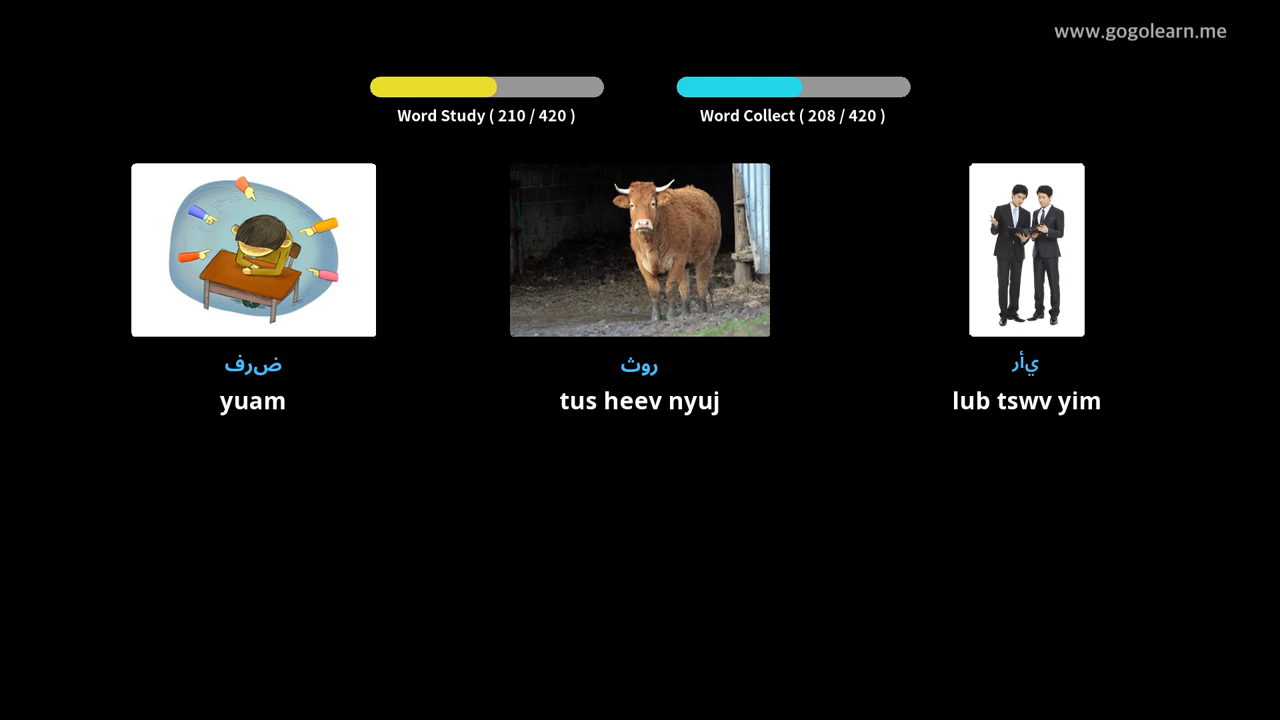 www.gogolearn.me
Word Study ( 210 / 420 )
Word Collect ( 208 / 420 )
ضرف
yuam
روث
tus heev nyuj
يأر
lub tswv yim